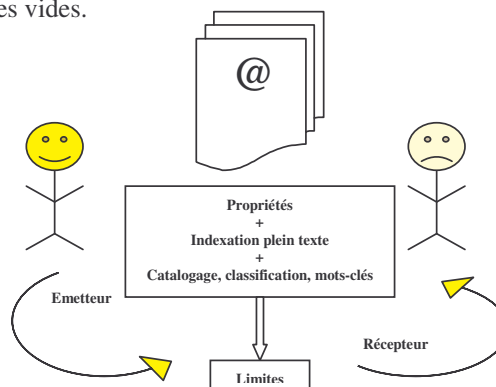 es vides.
@
Propriétés
+
Indexation plein texte
+
Catalogage, classification, mots-clés
Emetteur
Récepteur
Limites